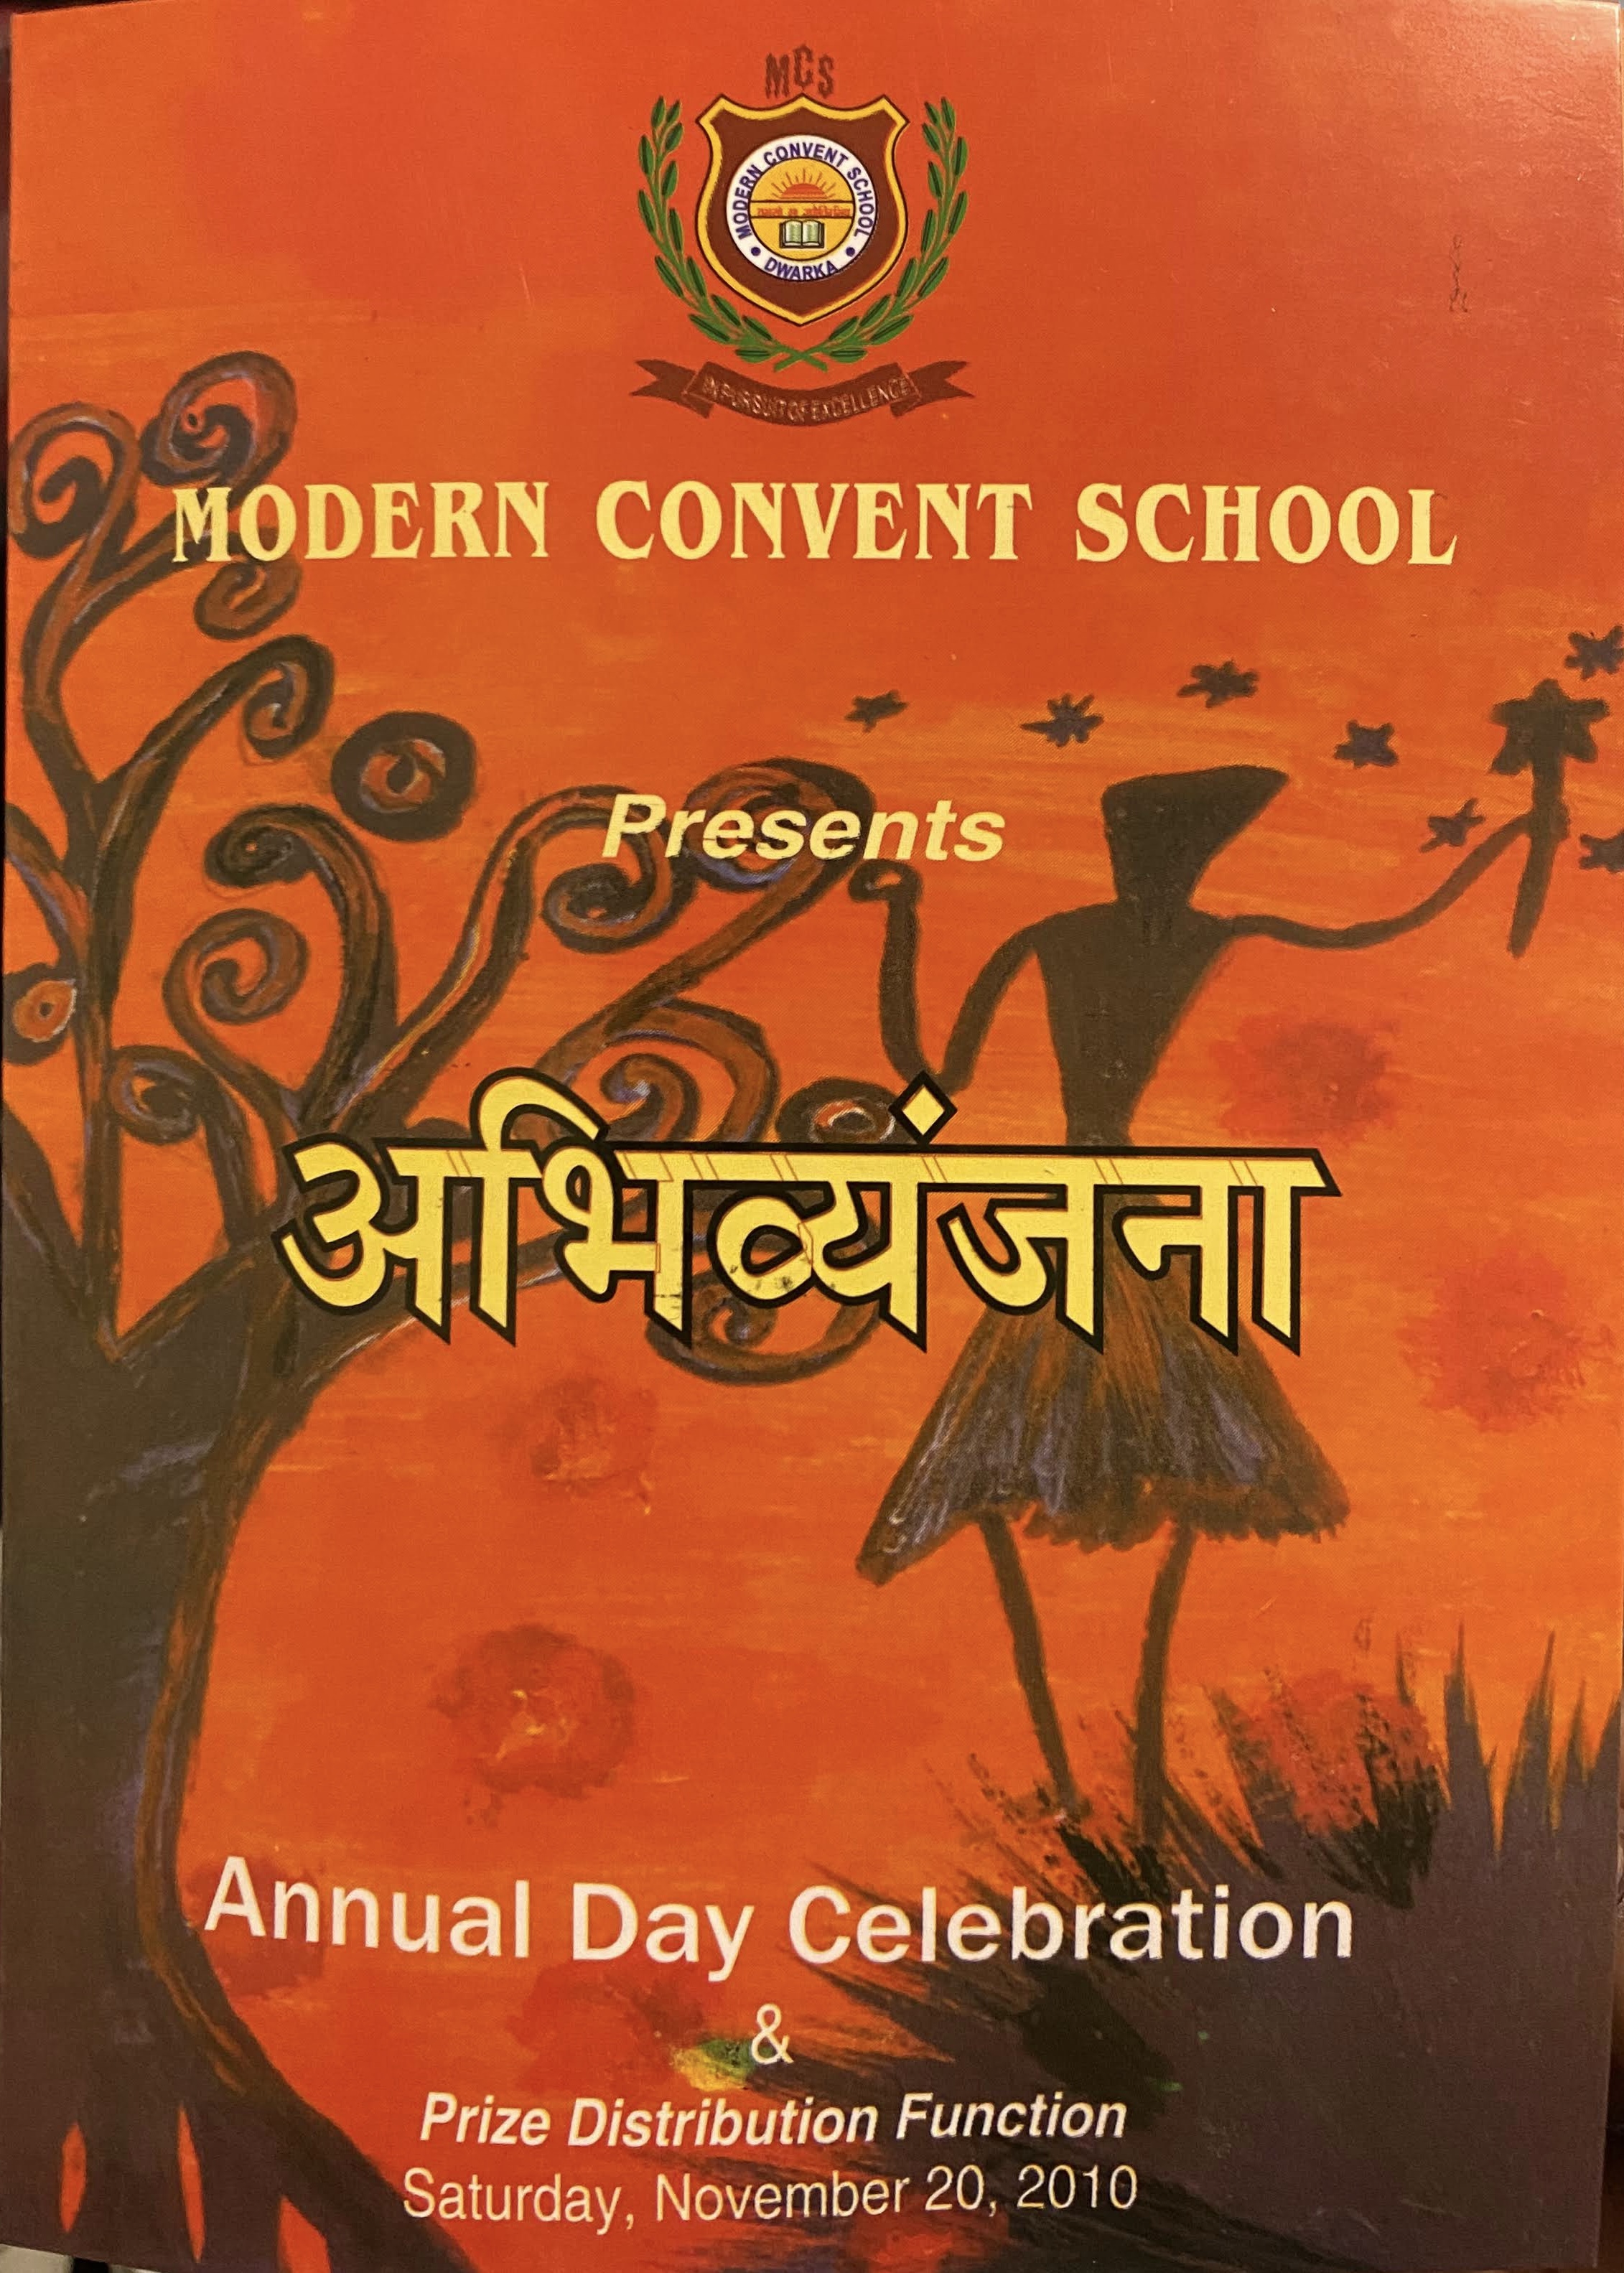 MCS
MODERN CONVENT SCHOOL
DWARKA
IN PURSUIT OF EXCELLENCE
MODERN CONVENT SCHOOL
Presents
अभिव्यंजना
Annual Day Celebration
&
Prize Distribution Function
Saturday, November 20, 2010